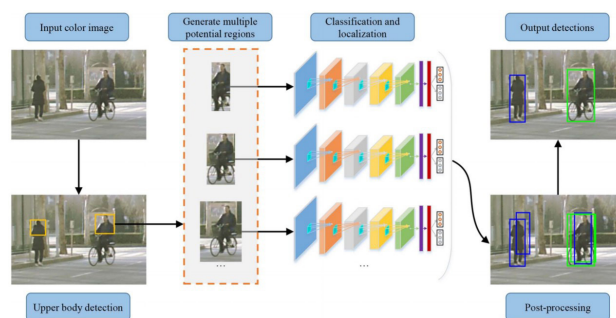 Input color image
Generate multiple
potential regions
Classification and
localization
Output detections
...
...
Upper body detection
Post-processing